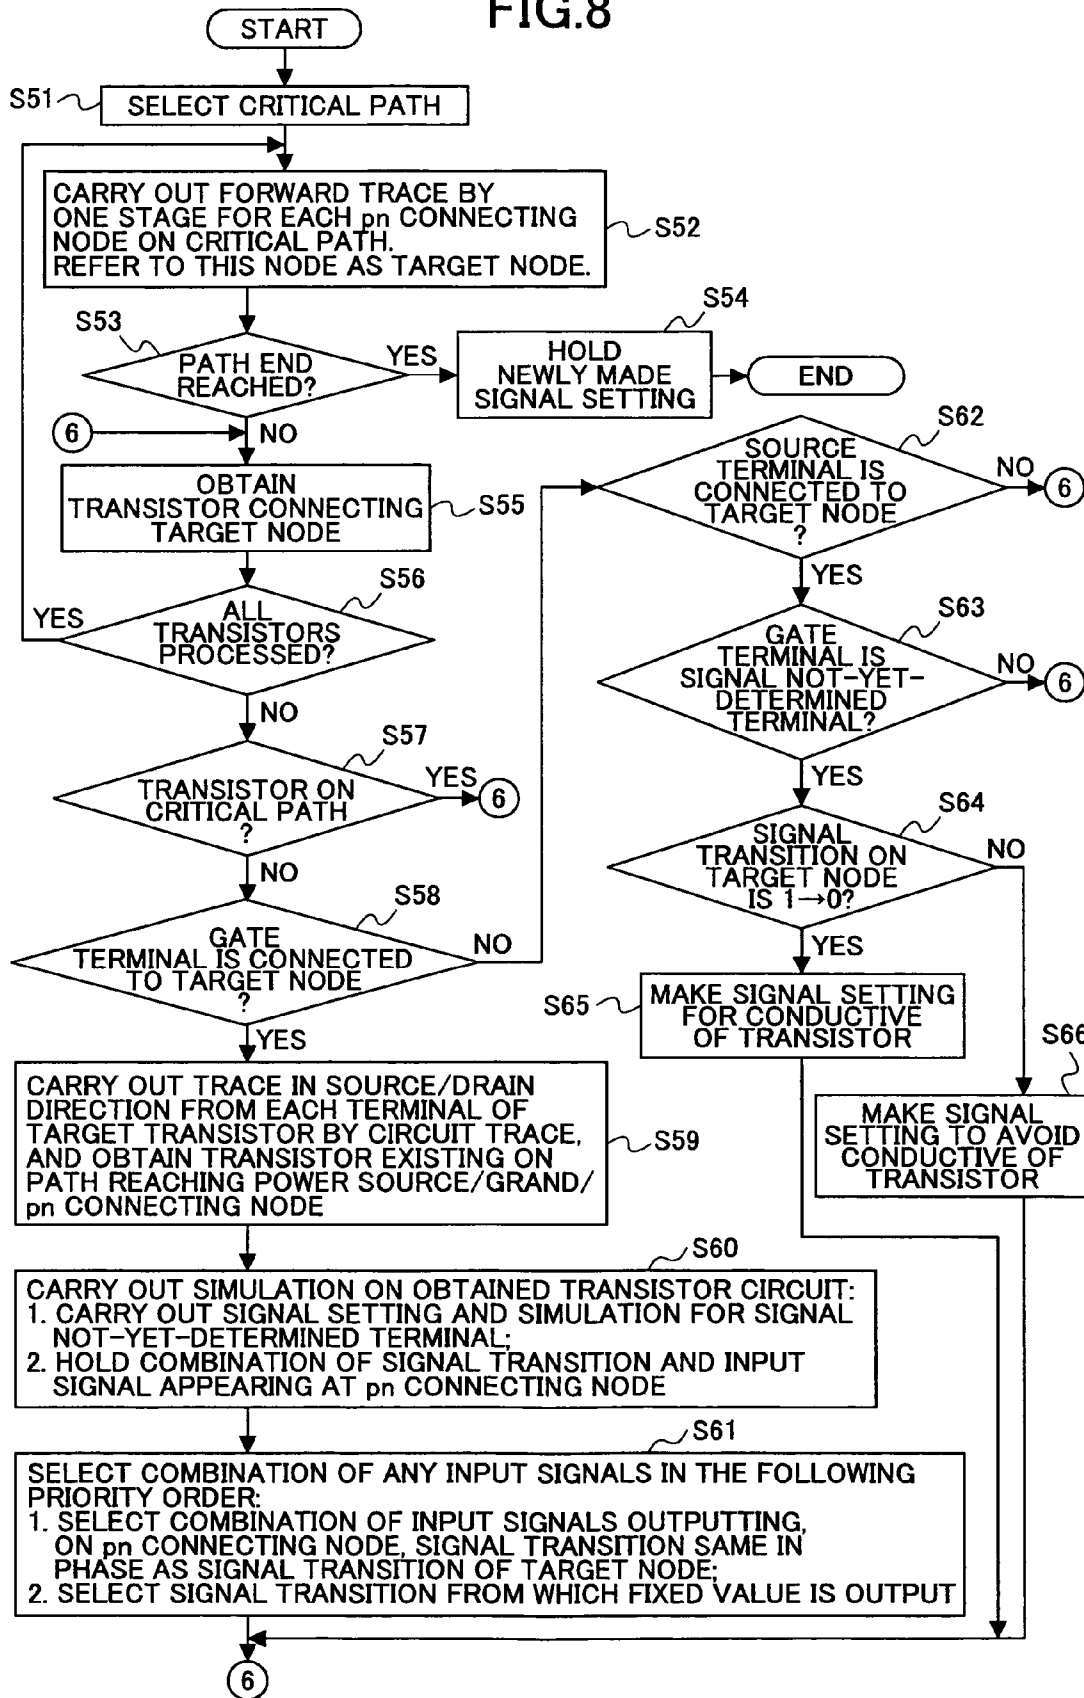 FIG.8
START
S51
SELECT CRITICAL PATH
CARRY OUT FORWARD TRACE BY
ONE STAGE FOR EACH pn CONNECTING
NODE ON CRITICAL PATH.
REFER TO THIS NODE AS TARGET NODE.
S52
S53
PATH END
REACHED?
YES
NO
S54
HOLD
NEWLY MADE
SIGNAL SETTING
END
6
OBTAIN
TRANSISTOR CONNECTING
TARGET NODE
S55
S56
ALL
TRANSISTORS
PROCESSED?
YES
NO
S57
TRANSISTOR ON
CRITICAL PATH
?
YES
6
NO
S58
GATE
TERMINAL IS CONNECTED
TO TARGET NODE
?
NO
YES
CARRY OUT TRACE IN SOURCE/DRAIN
DIRECTION FROM EACH TERMINAL OF
TARGET TRANSISTOR BY CIRCUIT TRACE,
AND OBTAIN TRANSISTOR EXISTING ON
PATH REACHING POWER SOURCE/GRAND/
pn CONNECTING NODE
S59
S60
CARRY OUT SIMULATION ON OBTAINED TRANSISTOR CIRCUIT:
1. CARRY OUT SIGNAL SETTING AND SIMULATION FOR SIGNAL
NOT-YET-DETERMINED TERMINAL;
2. HOLD COMBINATION OF SIGNAL TRANSITION AND INPUT
SIGNAL APPEARING AT pn CONNECTING NODE
S61
SELECT COMBINATION OF ANY INPUT SIGNALS IN THE FOLLOWING
PRIORITY ORDER:
1. SELECT COMBINATION OF INPUT SIGNALS OUTPUTTING,
ON pn CONNECTING NODE, SIGNAL TRANSITION SAME IN
PHASE AS SIGNAL TRANSITION OF TARGET NODE;
2. SELECT SIGNAL TRANSITION FROM WHICH FIXED VALUE IS OUTPUT
6
S62
SOURCE
TERMINAL IS
CONNECTED TO
TARGET NODE
?
NO
6
YES
S63
GATE
TERMINAL IS
SIGNAL NOT-YET-
DETERMINED
TERMINAL?
NO
6
YES
S64
SIGNAL
TRANSITION ON
TARGET NODE
IS 1→0?
NO
YES
S65
MAKE SIGNAL SETTING
FOR CONDUCTIVE
OF TRANSISTOR
S66
MAKE SIGNAL
SETTING TO AVOID
CONDUCTIVE OF
TRANSISTOR